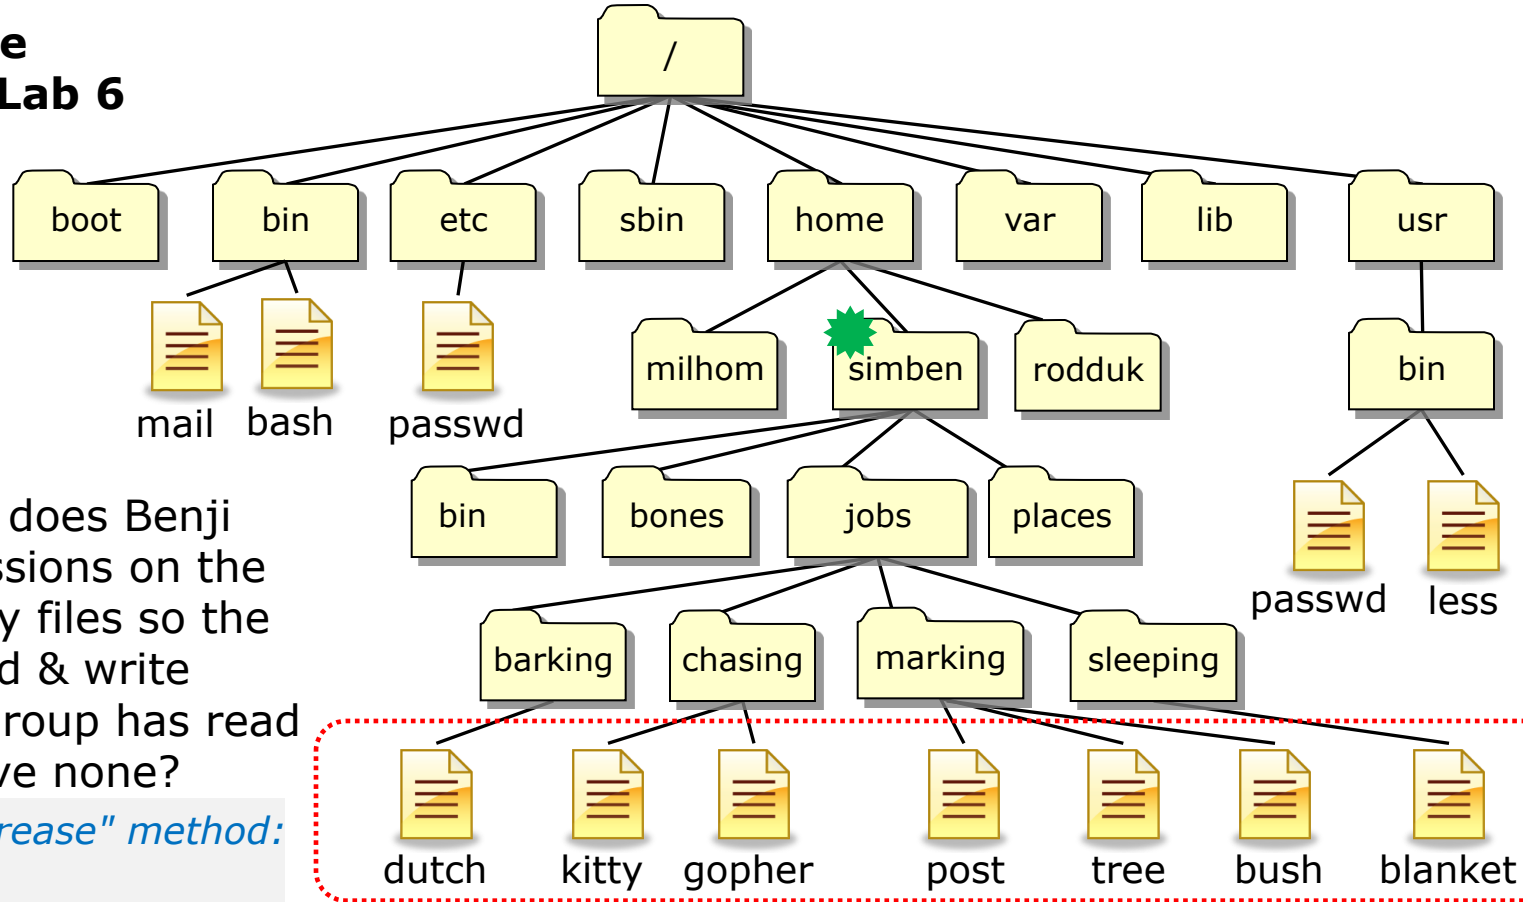 e
Lab 6
/
boot bin etc sbin home var lib usr
mail bash passwd
milhom simben rodduk bin
does Benji
ssions on the
y files so the
d & write
roup has read
ve none?
rease" method:
bin bones jobs places
passwd less
barking chasing marking sleeping
dutch kitty gopher post tree bush blanket